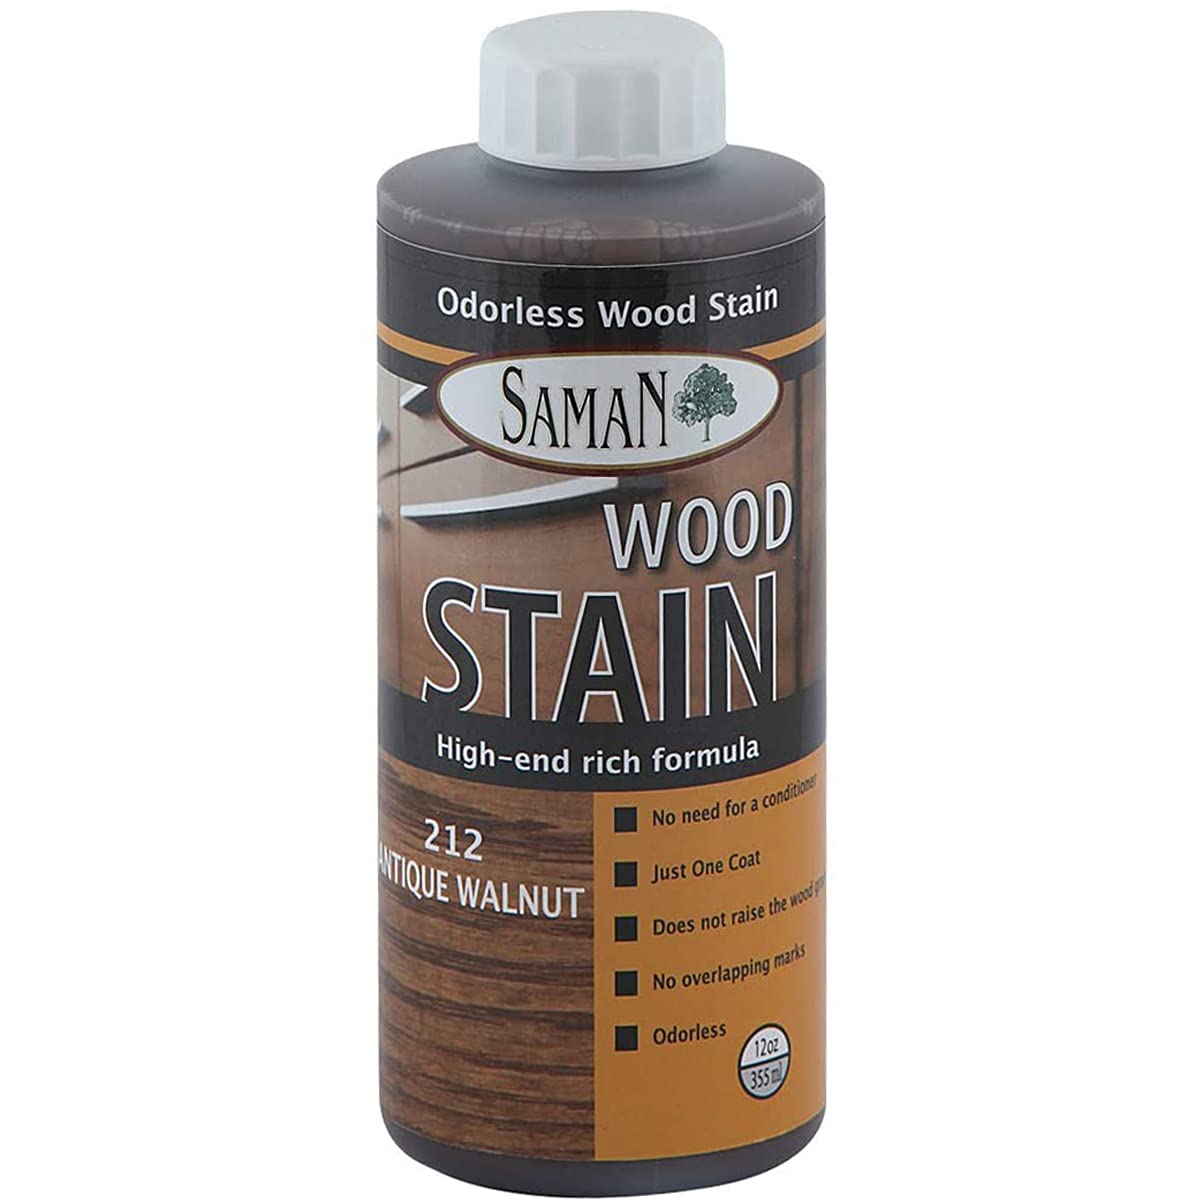 Odorless Wood Stain
SAMAN
WOOD
STAIN
High-end rich formula
212
ANTIQUE WALNUT
No need for a conditioner
Just One Coat
Does not raise the wood
No overlapping marks
Odorless
12oz
355ml